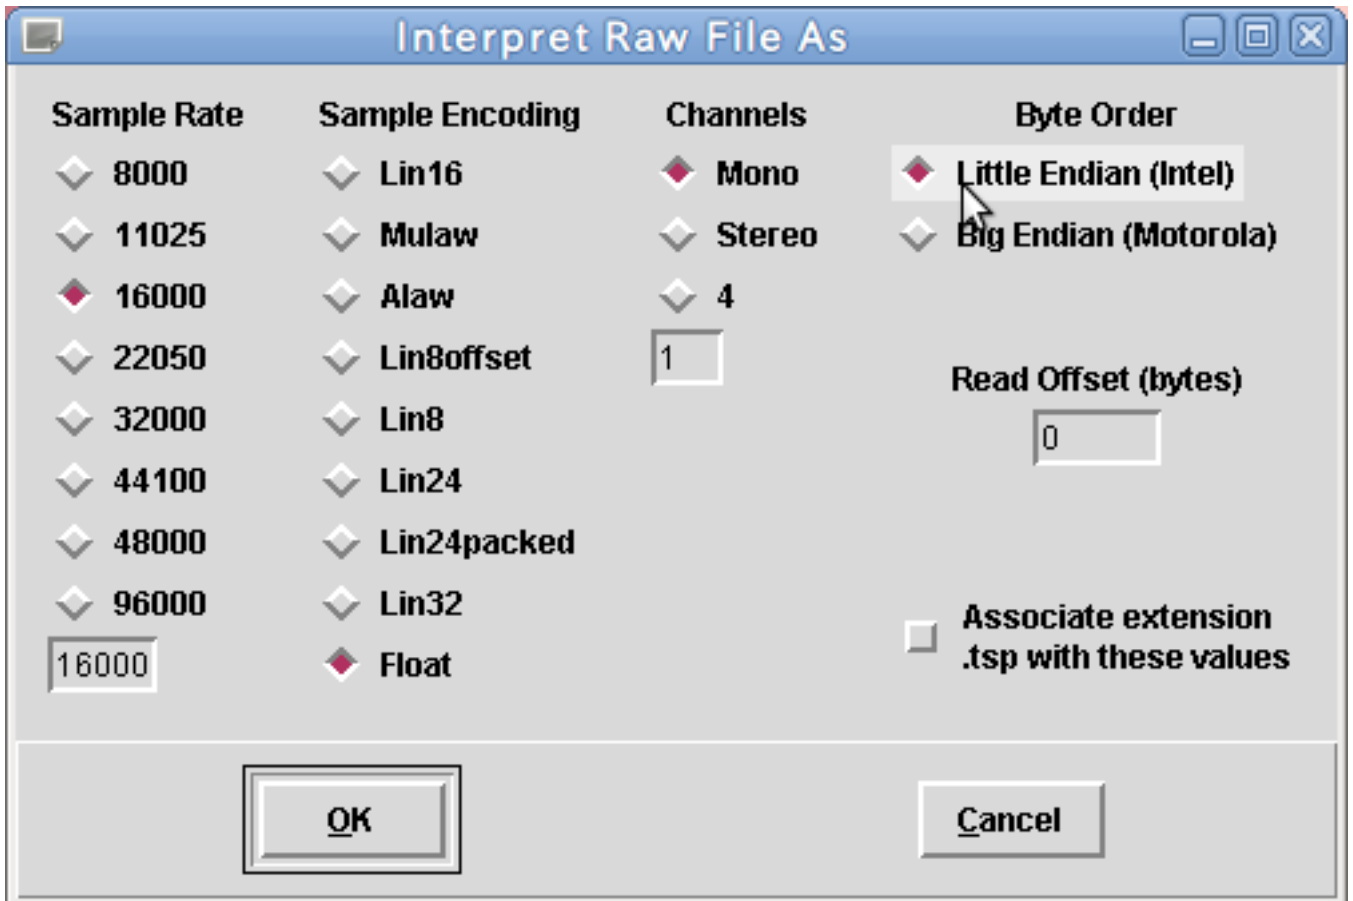 Interpret Raw File As
Sample Rate
8000
11025
16000
22050
32000
44100
48000
96000
16000
Sample Encoding
Lin16
Mulaw
Alaw
Lin8offset
Lin8
Lin24
Lin24packed
Lin32
Float
Channels
Mono
Stereo
4
1
Byte Order
Little Endian (Intel)
Big Endian (Motorola)
Read Offset (bytes)
0
Associate extension
.tsp with these values
OK
Cancel